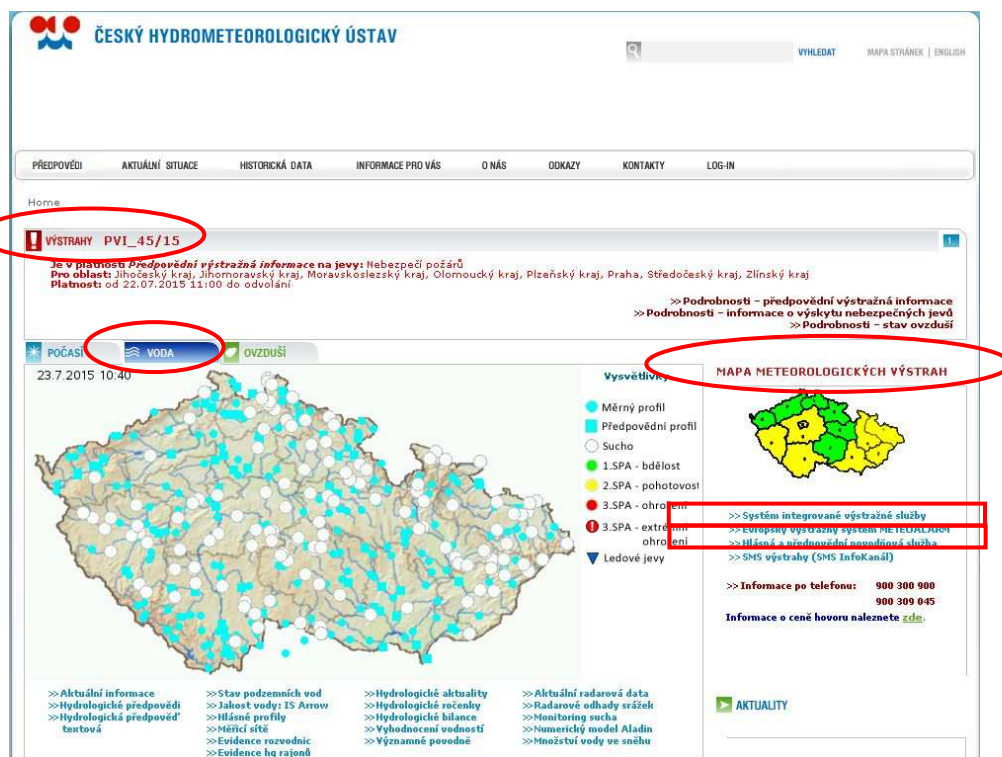 ČESKÝ HYDROMETEOROLOGICKÝ ÚSTAV
VYHLEDAT
MAPA STRÁNEK | ENGLISH
PŘEDPOVĚDI AKTUÁLNÍ SITUACE HISTORICKÁ DATA INFORMACE PRO VÁS O NÁS ODKAZY KONTAKTY LOG-IN
Home
VÝSTRAHY PVI_45/15
1.
Je v platnosti Předpovědní výstražná informace na jevy: Nebezpečí požárů
Pro oblast: Jihočeský kraj, Jihomoravský kraj, Moravskoslezský kraj, Olomoucký kraj, Plzeňský kraj, Praha, Středočeský kraj, Zlínský kraj
Platnost: od 22.07.2015 11:00 do odvolání
>>Podrobnosti - předpovědní výstražná informace
>>Podrobnosti - informace o výskytu nebezpečných jevů
>>Podrobnosti - stav ovzduší
POČASÍ VODA OVZDUŠÍ
23.7.2015 10:40
Vysvětlivky
Měrný profil
Předpovědní profil
Sucho
1.SPA - bdělost
2.SPA - pohotovost
3.SPA - ohrožení
3.SPA - extrémní
ohrožení
Ledové jevy
MAPA METEOROLOGICKÝCH VÝSTRAH
>>Systém integrované výstražné služby
>>Evropský výstražný systém METEOALARM
>>Hlásná a předpovědní povodňová služba
>>SMS výstrahy (SMS InfoKanál)
>>Informace po telefonu: 900 300 900
900 309 045
Informace o ceně hovoru naleznete zde.
>>Aktuální informace
>>Hydrologické předpovědi
>>Hydrologická předpověď
textová
>>Stav podzemních vod
>>Jakost vody: IS Arrow
>>Hlásné profily
>>Měřící sítě
>>Evidence rozvodnic
>>Evidence hg rajonů
>>Hydrologické aktuality
>>Hydrologické ročenky
>>Hydrologické bilance
>>Vyhodnocení vodností
>>Významné povodně
>>Aktuální radarová data
>>Radarové odhady srážek
>>Monitoring sucha
>>Numerický model Aladin
>>Množství vody ve sněhu
AKTUALITY